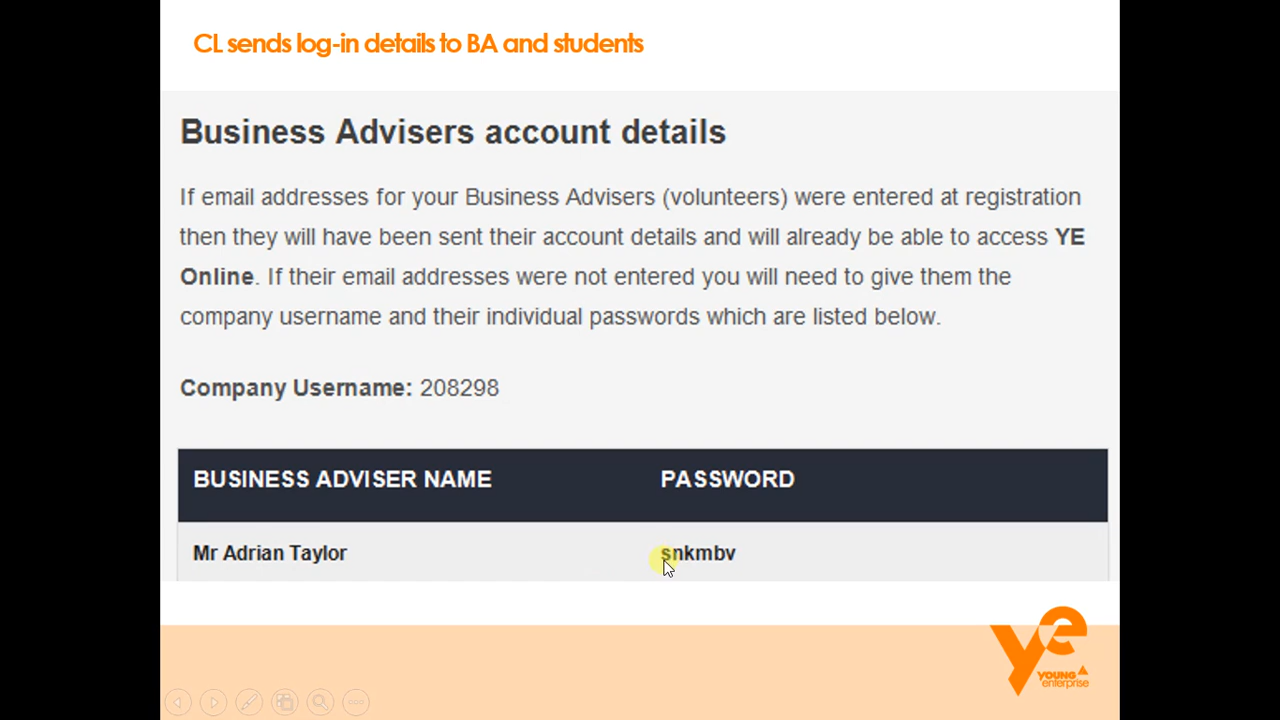 CL sends log-in details to BA and students
Business Advisers account details
If email addresses for your Business Advisers (volunteers) were entered at registration
then they will have been sent their account details and will already be able to access YE
Online. If their email addresses were not entered you will need to give them the
company username and their individual passwords which are listed below.
Company Username: 208298
BUSINESS ADVISER NAME PASSWORD
Mr Adrian Taylor snkmbv
ye
YOUNG
enterprise